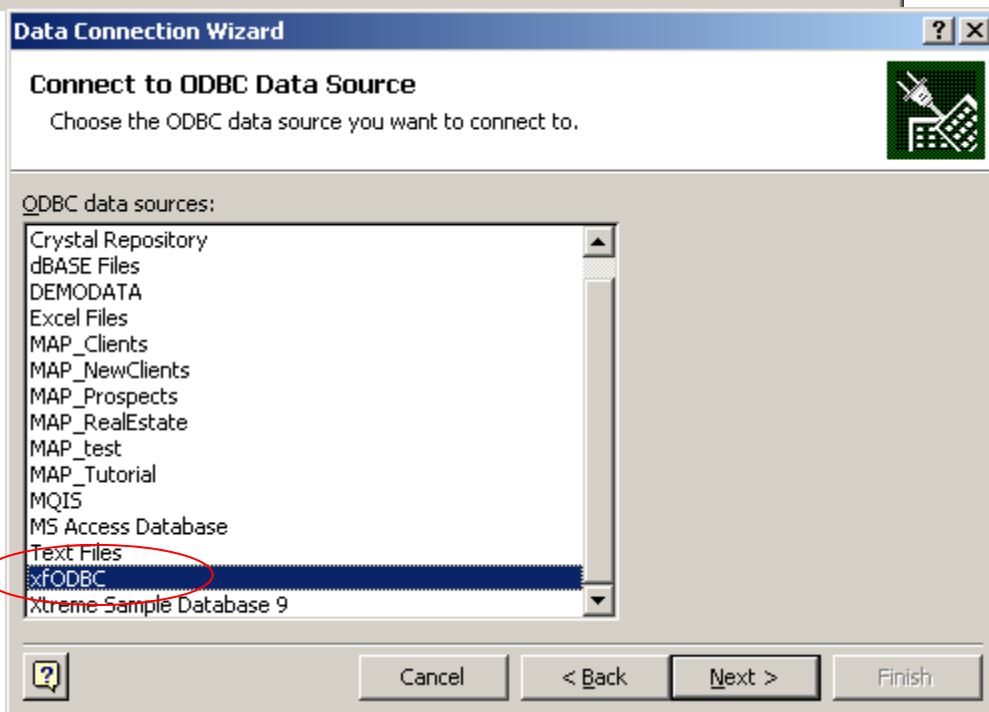 Data Connection Wizard
Connect to ODBC Data Source
Choose the ODBC data source you want to connect to.
ODBC data sources:
Crystal Repository
dBASE Files
DEMODATA
Excel Files
MAP_Clients
MAP_NewClients
MAP_Prospects
MAP_RealEstate
MAP_test
MAP_Tutorial
MQIS
MS Access Database
Text Files
xfODBC
Xtreme Sample Database 9
Cancel < Back Next > Finish